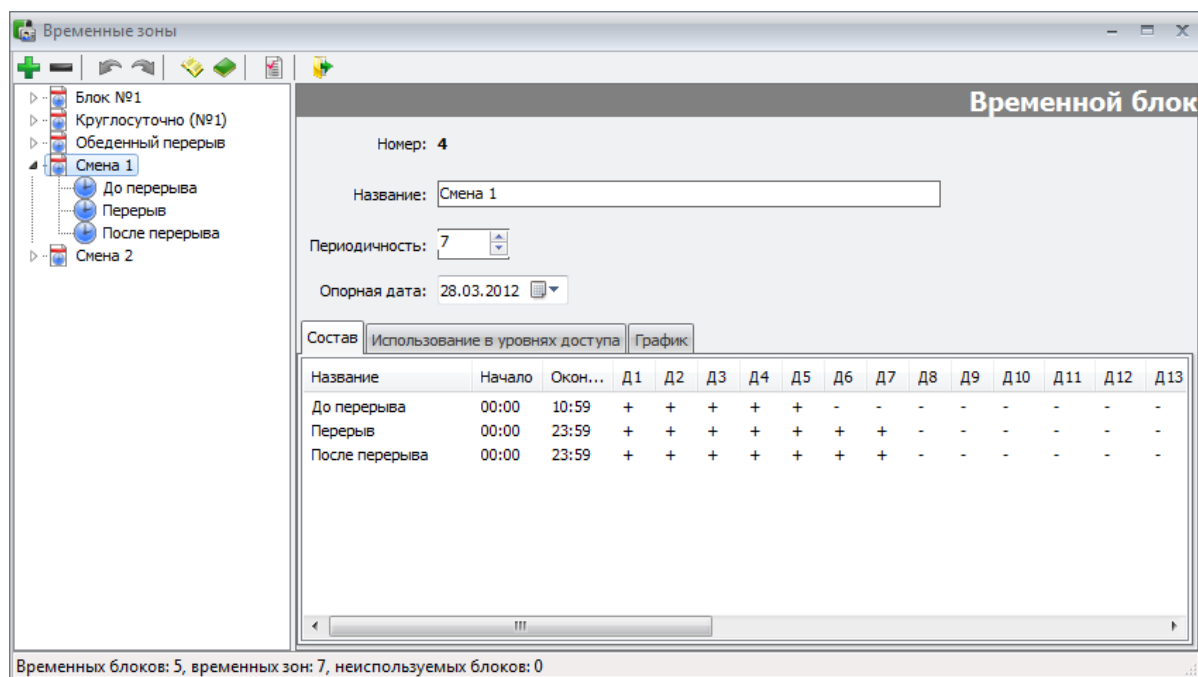 Временные зоны
Блок №1
Круглосуточно (№1)
Обеденный перерыв
Смена 1
До перерыва
Перерыв
После перерыва
Смена 2
Временной блок
Номер: 4
Название: Смена 1
Периодичность: 7
Опорная дата: 28.03.2012
Состав Использование в уровнях доступа График
Название Начало Окон... Д1 Д2 Д3 Д4 Д5 Д6 Д7 Д8 Д9 Д10 Д11 Д12 Д13
До перерыва 00:00 10:59 + + + + + - - - - - - - -
Перерыв 00:00 23:59 + + + + + + + - - - - - -
После перерыва 00:00 23:59 + + + + + + + - - - - - -
Временных блоков: 5, временных зон: 7, неиспользуемых блоков: 0